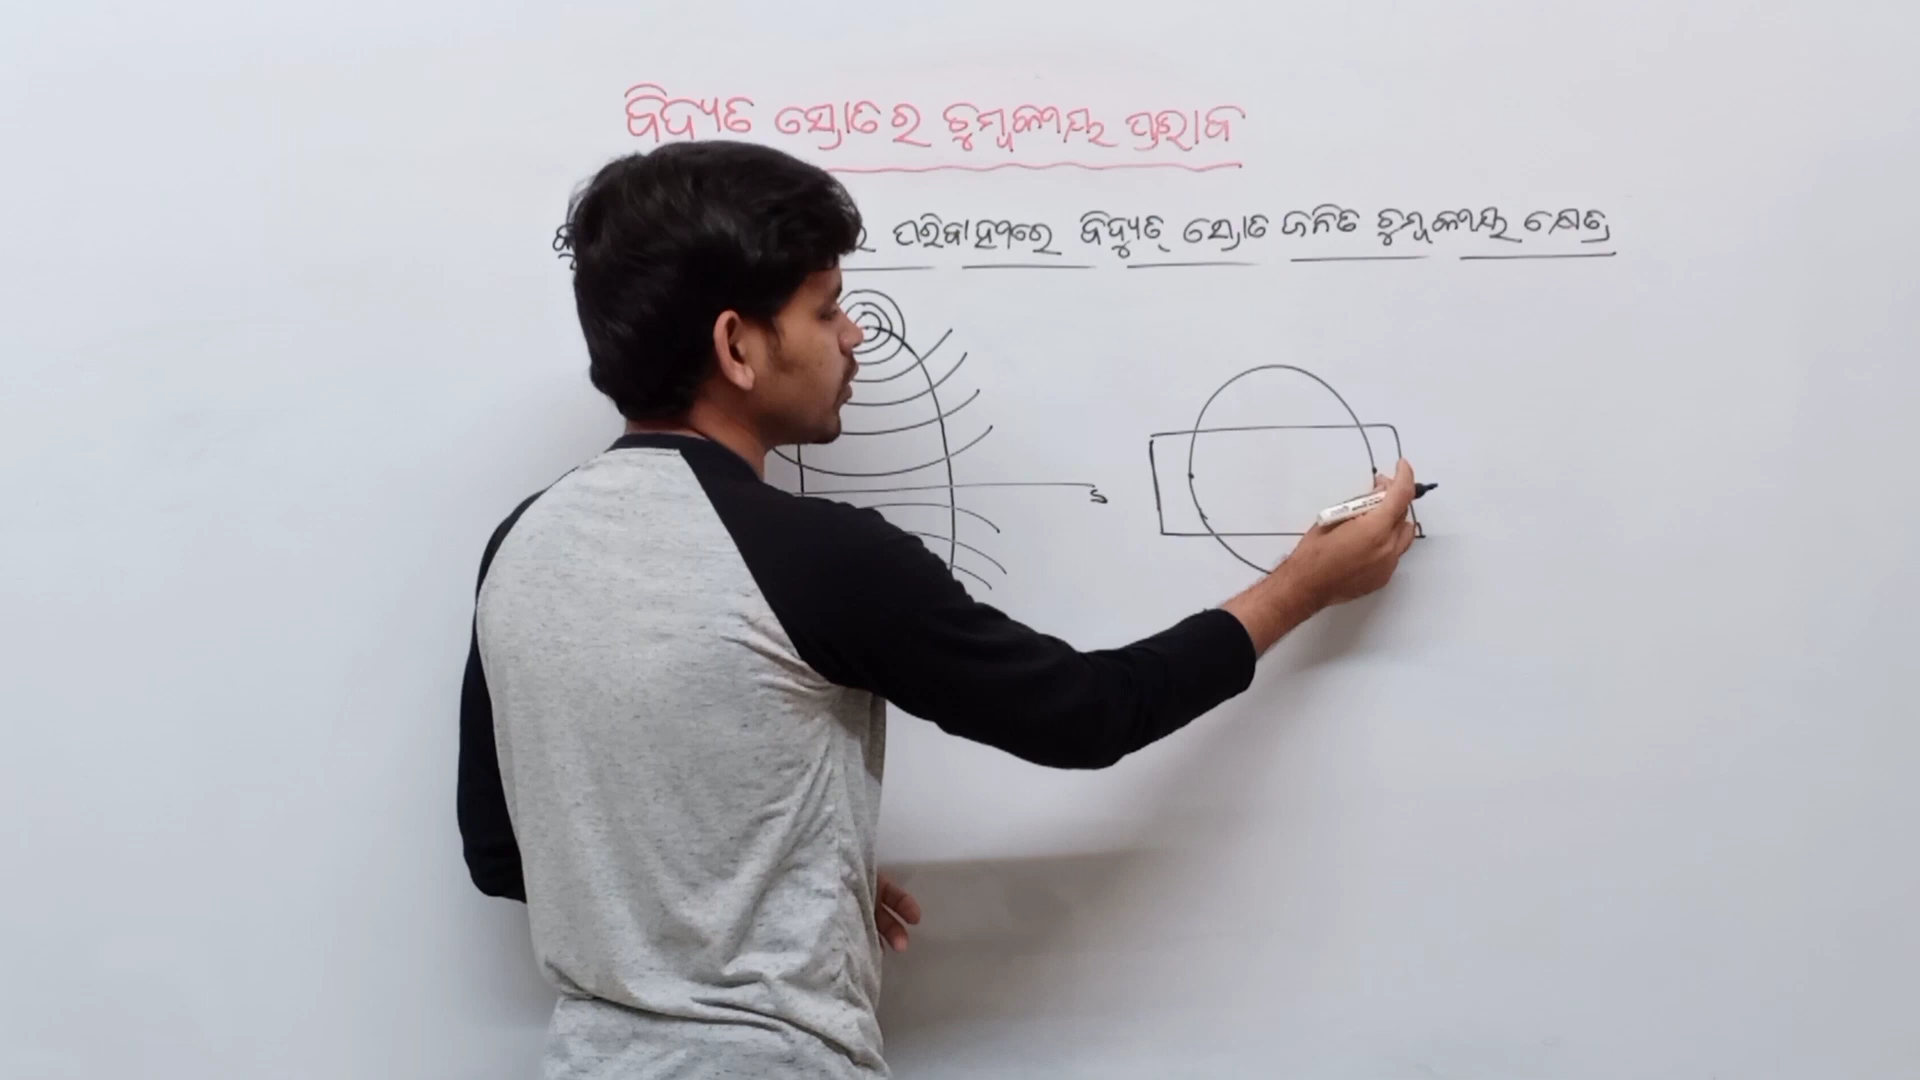 ବିଦ୍ୟୁତ ସ୍ରୋତର ଚୁମ୍ବକୀୟ ପ୍ରଭାବ
ପରିବାହୀରେ ବିଦ୍ୟୁତ୍ ସ୍ରୋତ ଜନିତ ଚୁମ୍ବକୀୟ କ୍ଷେତ୍ର
S